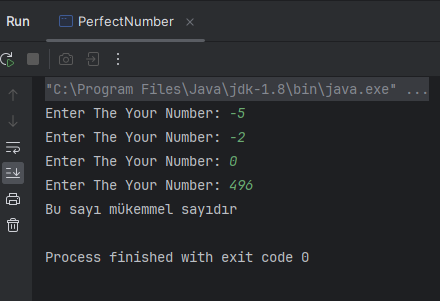 Run
PerfectNumber
"C:\Program Files\Java\jdk-1.8\bin\java.exe" ...
Enter The Your Number: -5
Enter The Your Number: -2
Enter The Your Number: 0
Enter The Your Number: 496
Bu sayı mükemmel sayıdır
Process finished with exit code 0